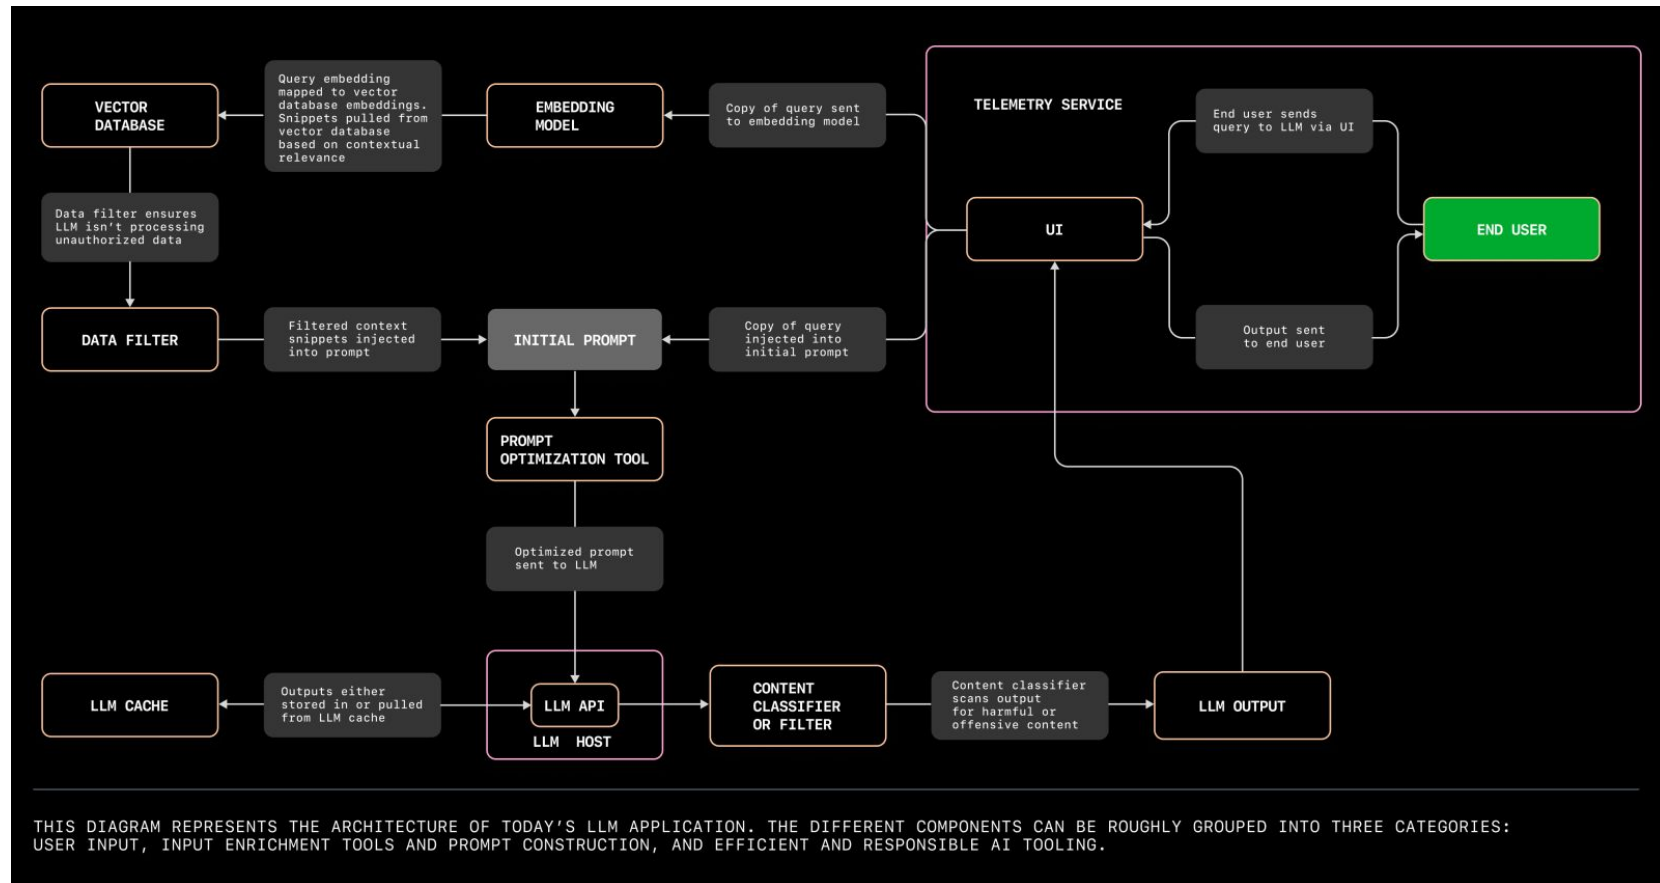 VECTOR
DATABASE
Query embedding
mapped to vector
database embeddings.
Snippets pulled from
vector database
based on contextual
relevance
EMBEDDING
MODEL
Copy of query sent
to embedding model
TELEMETRY SERVICE
End user sends
query to LLM via UI
UI
END USER
Output sent
to end user
Data filter ensures
LLM isn't processing
unauthorized data
DATA FILTER
Filtered context
snippets injected
into prompt
INITIAL PROMPT
Copy of query
injected into
initial prompt
PROMPT
OPTIMIZATION TOOL
Optimized prompt
sent to LLM
LLM CACHE
Outputs either
stored in or pulled
from LLM cache
LLM API
LLM HOST
CONTENT
CLASSIFIER
OR FILTER
Content classifier
scans output
for harmful or
offensive content
LLM OUTPUT
THIS DIAGRAM REPRESENTS THE ARCHITECTURE OF TODAY'S LLM APPLICATION. THE DIFFERENT COMPONENTS CAN BE ROUGHLY GROUPED INTO THREE CATEGORIES:
USER INPUT, INPUT ENRICHMENT TOOLS AND PROMPT CONSTRUCTION, AND EFFICIENT AND RESPONSIBLE AI TOOLING.